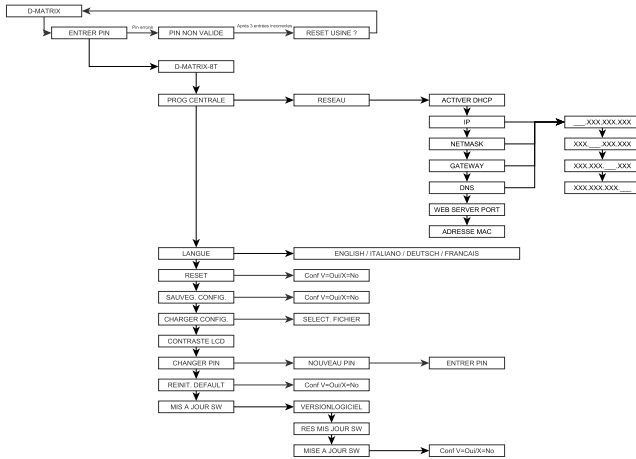 D-MATRIX
ENTRER PIN
Pin erroné
PIN NON VALIDE
Après 3 entrées incorrectes
RESET USINE ?
D-MATRIX-8T
PROG CENTRALE
RESEAU
ACTIVER DHCP
IP
___.XXX.XXX.XXX
NETMASK
XXX.___.XXX.XXX
GATEWAY
XXX.XXX.___.XXX
DNS
XXX.XXX.XXX.___
WEB SERVER PORT
ADRESSE MAC
LANGUE
ENGLISH / ITALIANO / DEUTSCH / FRANCAIS
RESET
Conf V=Oui/X=No
SAUVEG. CONFIG.
Conf V=Oui/X=No
CHARGER CONFIG.
SELECT. FICHIER
CONTRASTE LCD
CHANGER PIN
NOUVEAU PIN
ENTRER PIN
REINIT. DEFAULT
Conf V=Oui/X=No
MIS A JOUR SW
VERSIONLOGICIEL
RES MIS JOUR SW
MISE A JOUR SW
Conf V=Oui/X=No